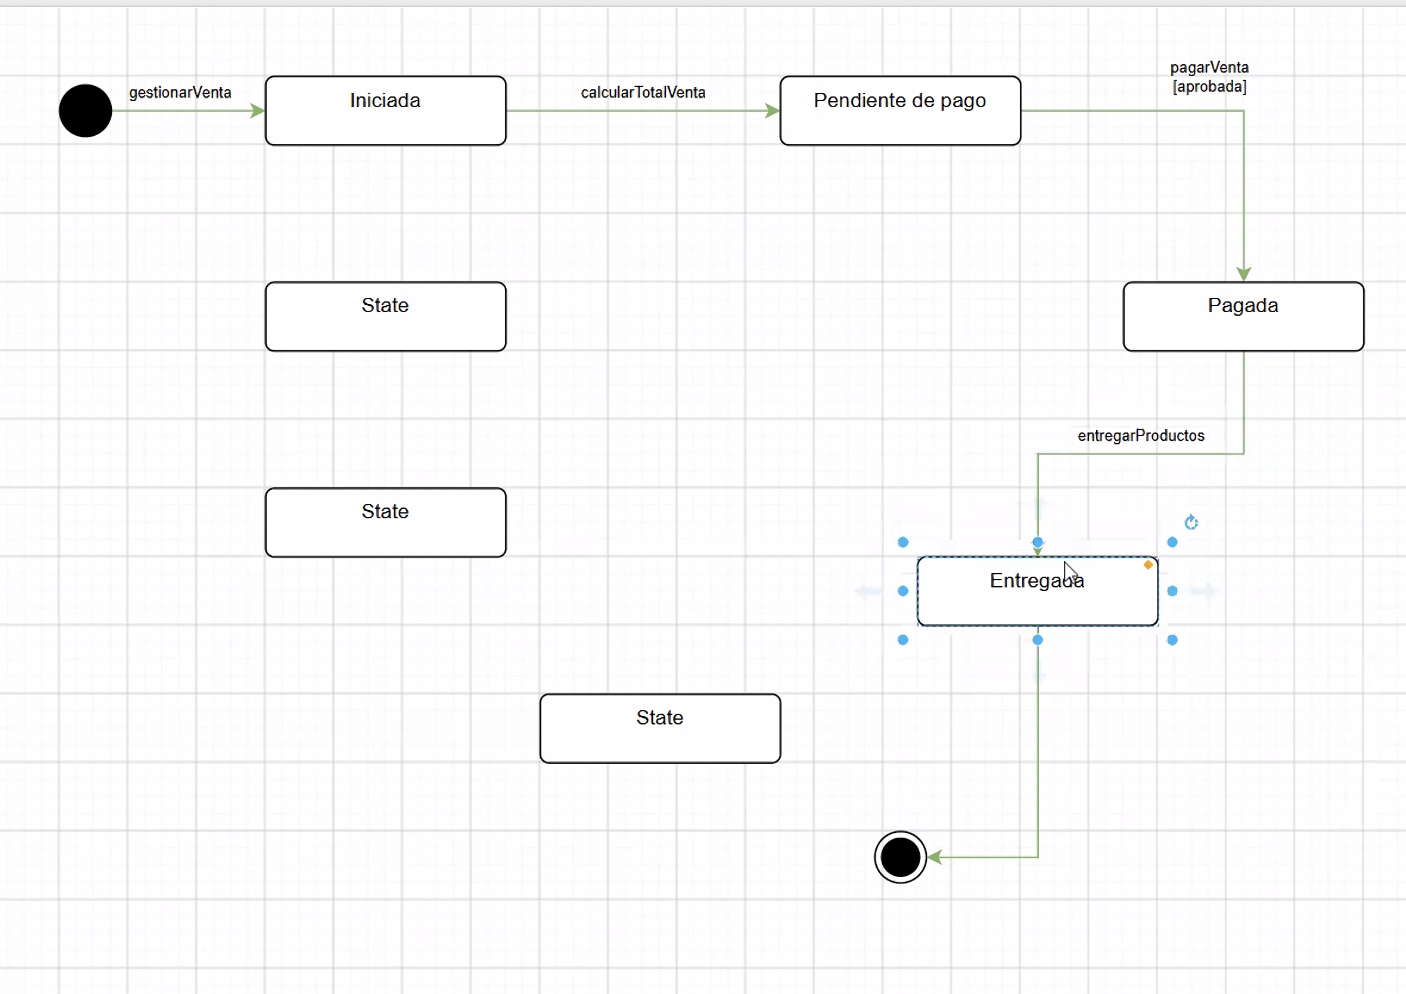 gestionarVenta
Iniciada
calcularTotalVenta
Pendiente de pago
pagarVenta
[aprobada]
State
Pagada
entregarProductos
State
Entregada
State